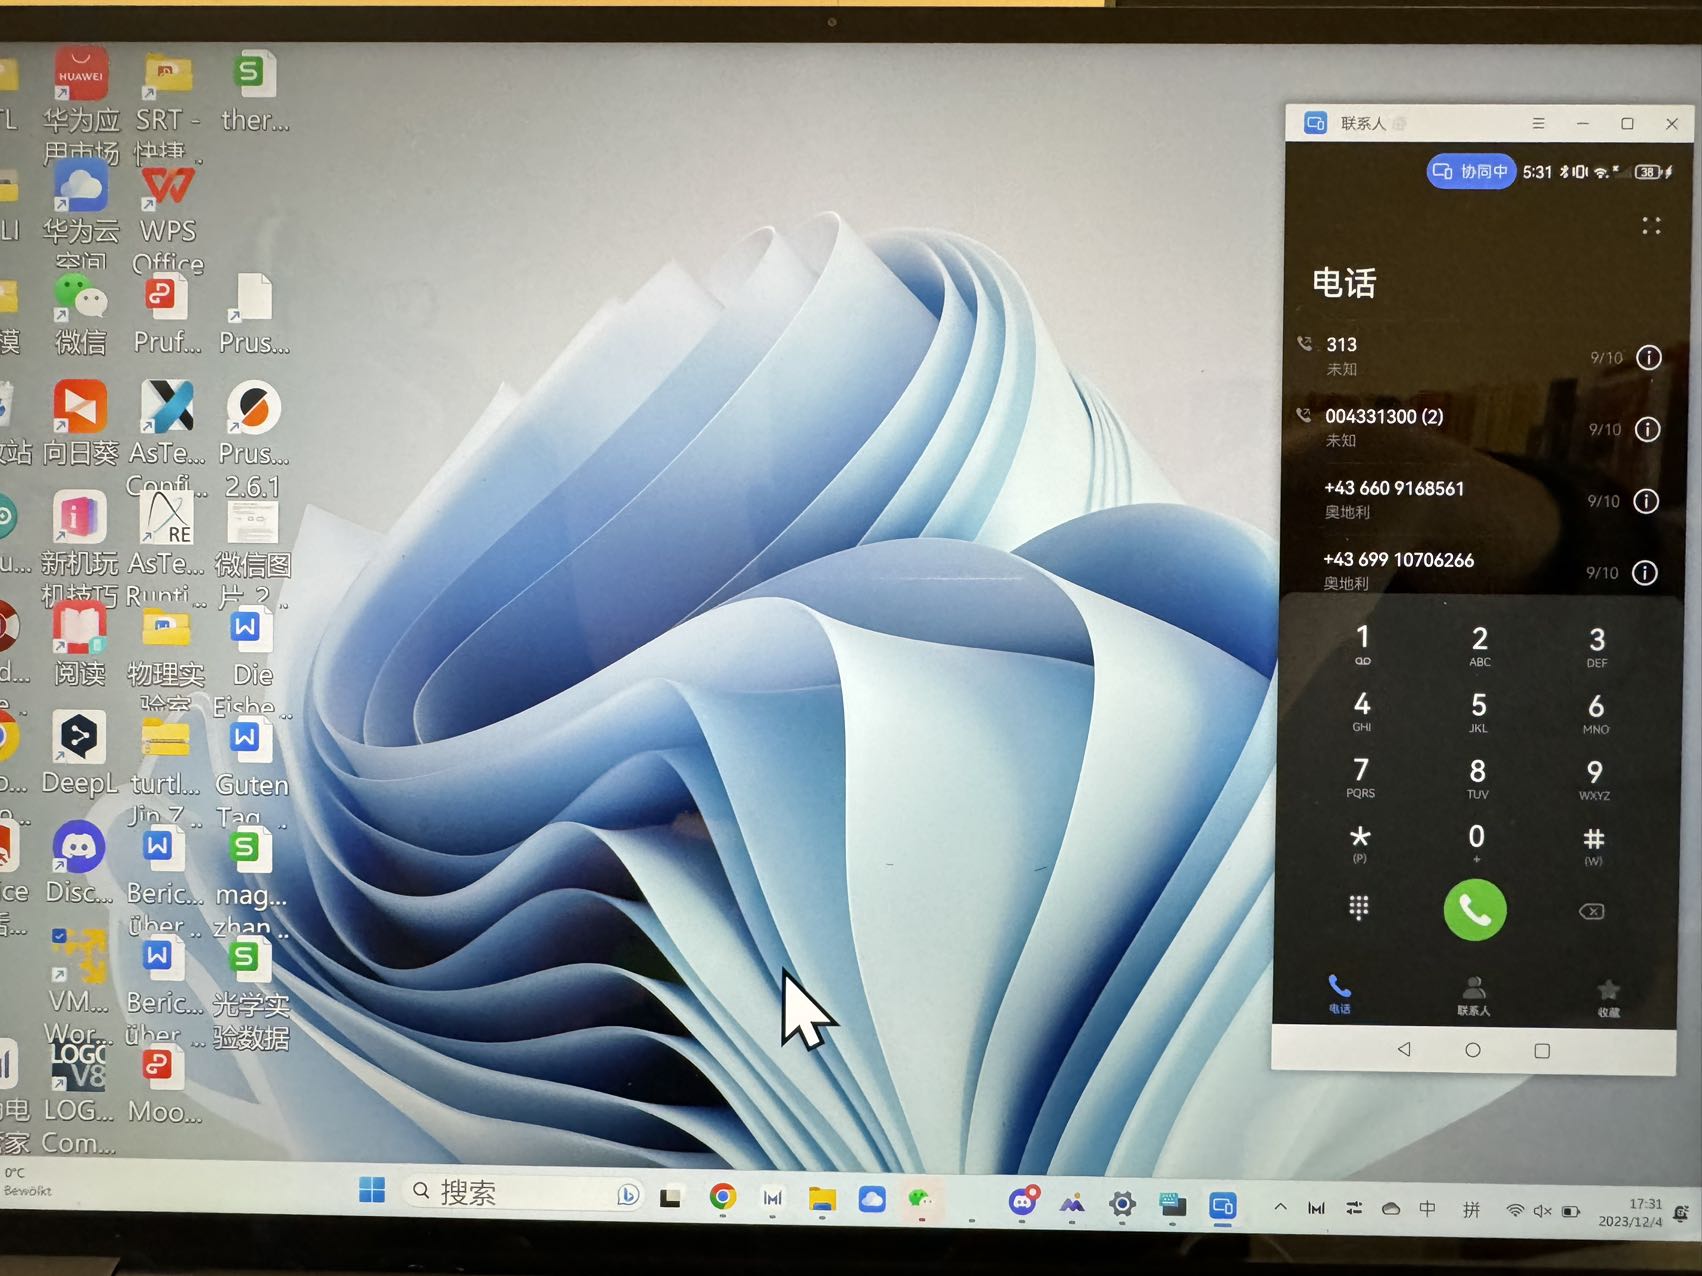 HUAWEI
TL
华为应
用市场
SRT -
快捷 ...
S
ther...
LI
华为云
空间
WPS
Office
模
微信
Pruf...
Prus...
收站
向日葵
AsTe...
Confi...
Prus...
2.6.1
RE
u...
新机玩
机技巧
AsTe...
Runti...
微信图
片_2...
W
d...
阅读
物理实
验室
Die
Eisbe...
W
o...
DeepL
turtl...
Jin_Z...
Guten
Tag_...
W
S
ice
Disc...
Beric...
über...
mag...
zhan...
W
S
VM...
Wor...
Beric...
über ...
光学实
验数据
LOGO
V8
电
家
LOG...
Com...
Moo...
联系人
协同中
5:31
38
电话
313
未知
9/10
004331300 (2)
未知
9/10
+43 660 9168561
奥地利
9/10
+43 699 10706266
奥地利
9/10
1
2 ABC
3 DEF
4 GHI
5 JKL
6 MNO
7 PQRS
8 TUV
9 WXYZ
* (P)
0 +
# (W)
电话
联系人
收藏
0°C
Bewölkt
搜索
中
拼
17:31
2023/12/4